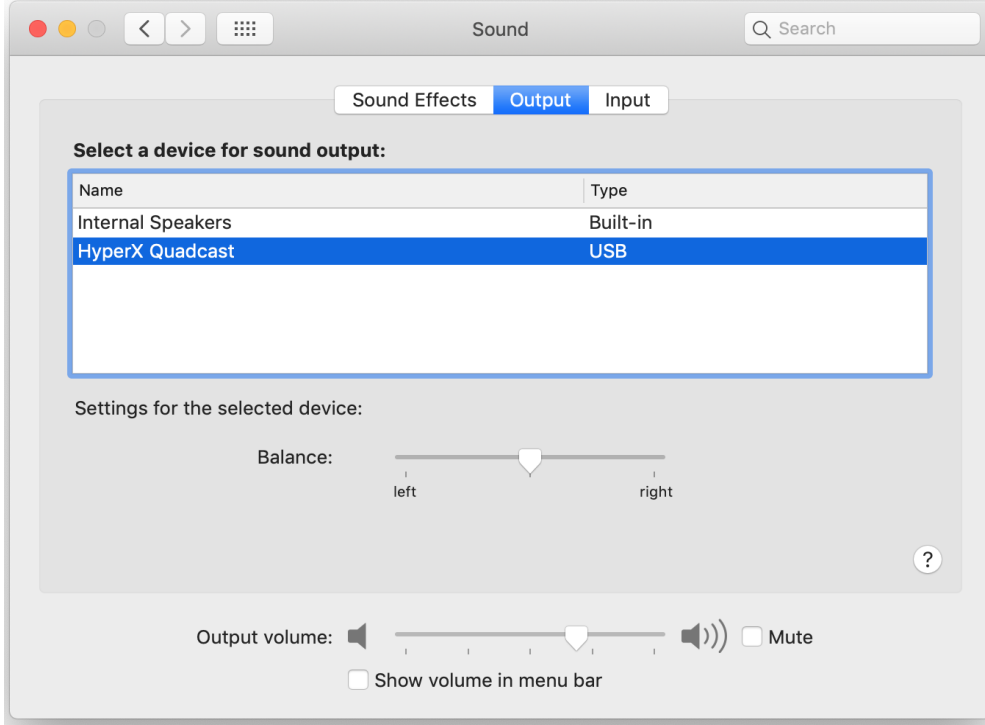 Sound
Search
Sound Effects Output Input
Select a device for sound output:
Name Type
Internal Speakers Built-in
HyperX Quadcast USB
Settings for the selected device:
Balance:
left right
?
Output volume: Mute
Show volume in menu bar